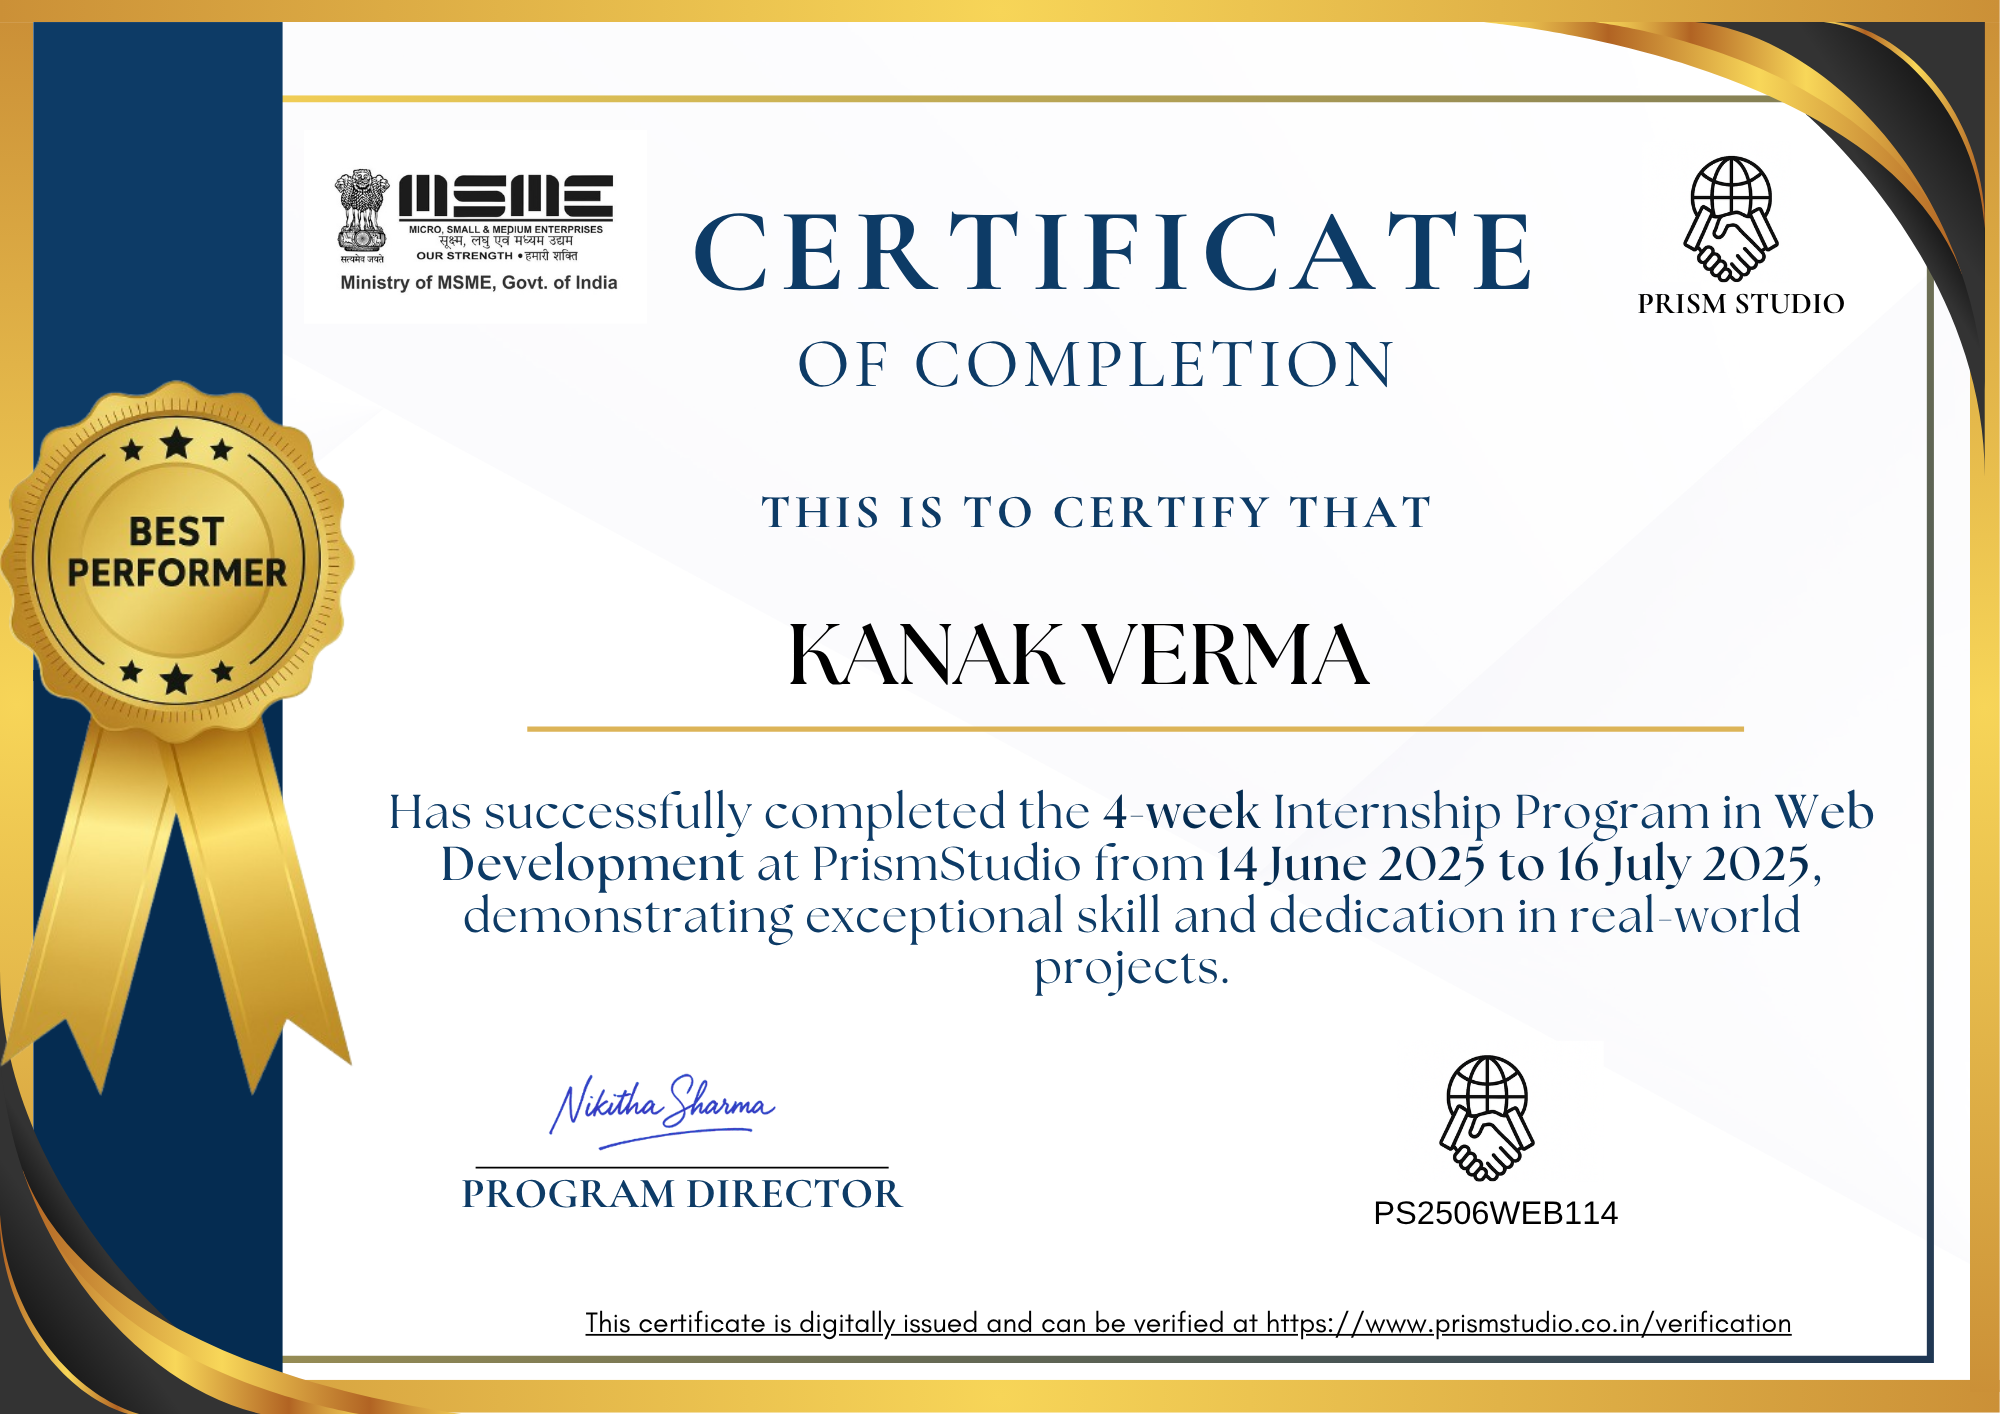 MSME
MICRO, SMALL & MEDIUM ENTERPRISES
सूक्ष्म, लघु एवं मध्यम उद्यम
OUR STRENGTH • हमारी शक्ति
सत्यमेव जयते
Ministry of MSME, Govt. of India
CERTIFICATE
OF COMPLETION
PRISM STUDIO
BEST
PERFORMER
THIS IS TO CERTIFY THAT
KANAK VERMA
Has successfully completed the 4-week Internship Program in Web
Development at PrismStudio from 14 June 2025 to 16 July 2025,
demonstrating exceptional skill and dedication in real-world
projects.
Nikitha Sharma
PROGRAM DIRECTOR
PS2506WEB114
This certificate is digitally issued and can be verified at https://www.prismstudio.co.in/verification